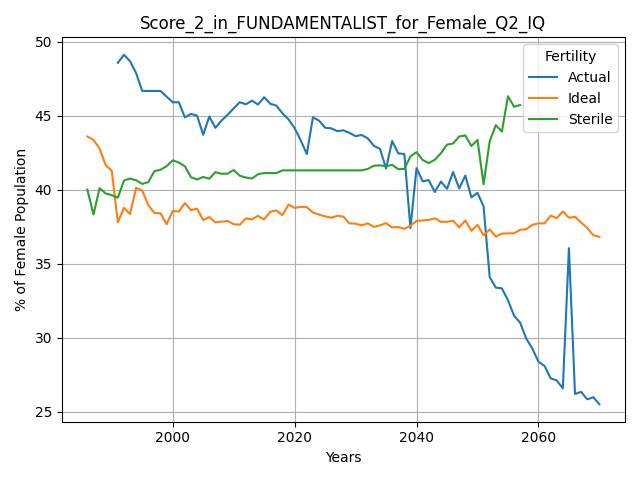 Score_2_in_FUNDAMENTALIST_for_Female_Q2_IQ
% of Female Population
50
45
40
35
30
25
2000
2020
2040
2060
Years
Fertility
Actual
Ideal
Sterile